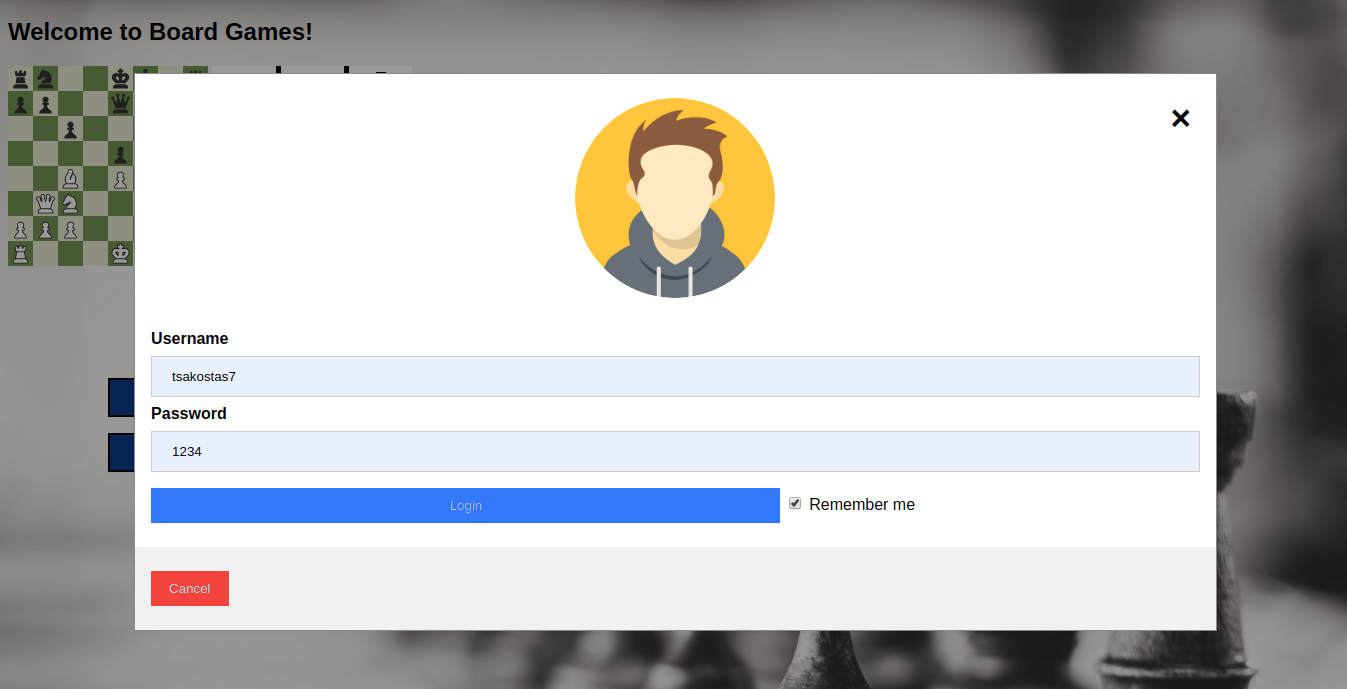 Welcome to Board Games!
×
Username
tsakostas7
Password
1234
Login
Remember me
Cancel